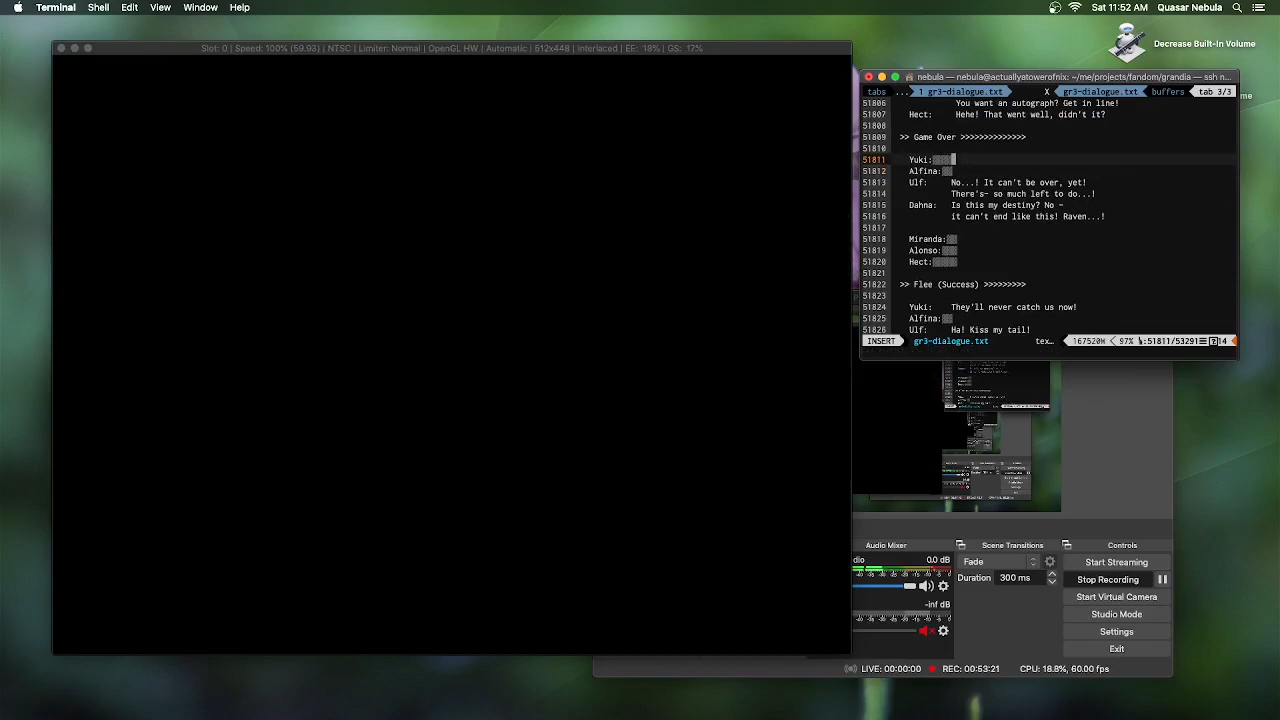 Terminal Shell Edit View Window Help
Sat 11:52 AM Quasar Nebula
Slot: 0 | Speed: 100% (59.93) | NTSC | Limiter: Normal | OpenGL HW | Automatic | 512x448 | Interlaced | EE: 18% | GS: 17%
Decrease Built-In Volume
nebula — nebula@actuallyatowerofnix: ~/me/projects/fandom/grandia — ssh n...
me
tabs ... 1 gr3-dialogue.txt X gr3-dialogue.txt buffers tab 3/3
51806 You want an autograph? Get in line!
51807 Hect: Hehe! That went well, didn't it?
51808
51809 >> Game Over >>>>>>>>>>>>>>
51810
51811 Yuki:
51812 Alfina:
51813 Ulf: No...! It can't be over, yet!
51814 There's- so much left to do...!
51815 Dahna: Is this my destiny? No -
51816 it can't end like this! Raven...!
51817
51818 Miranda:
51819 Alonso:
51820 Hect:
51821
51822 >> Flee (Success) >>>>>>>>>
51823
51824 Yuki: They'll never catch us now!
51825 Alfina:
51826 Ulf: Ha! Kiss my tail!
INSERT gr3-dialogue.txt tex... 167520W 97% :51811/53291 14
Audio Mixer Scene Transitions Controls
dio 0.0 dB Fade Start Streaming
Duration 300 ms Stop Recording
-inf dB Start Virtual Camera
Studio Mode
Settings
Exit
LIVE: 00:00:00 REC: 00:53:21 CPU: 18.8%, 60.00 fps